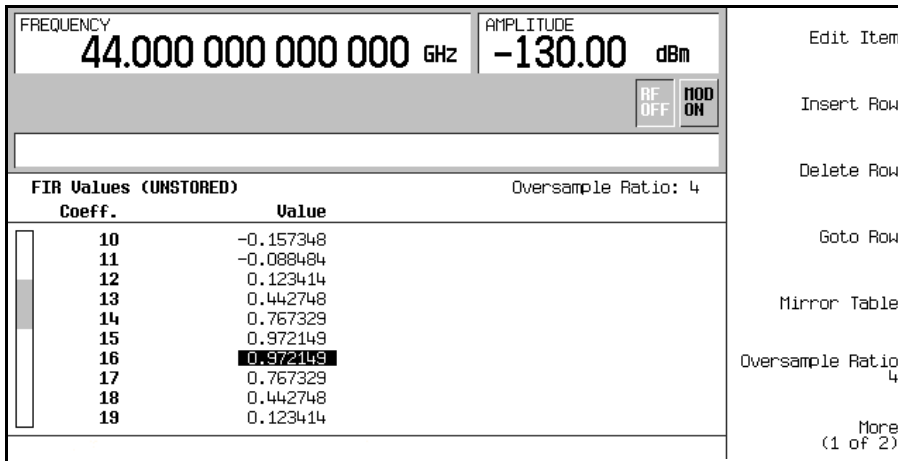 FREQUENCY
44.000 000 000 000 GHz
AMPLITUDE
-130.00 dBm
RF OFF
MOD ON
FIR Values (UNSTORED) Oversample Ratio: 4
Coeff. Value
10 -0.157348
11 -0.088484
12 0.123414
13 0.442748
14 0.767329
15 0.972149
16 0.972149
17 0.767329
18 0.442748
19 0.123414
Edit Item
Insert Row
Delete Row
Goto Row
Mirror Table
Oversample Ratio
4
More
(1 of 2)